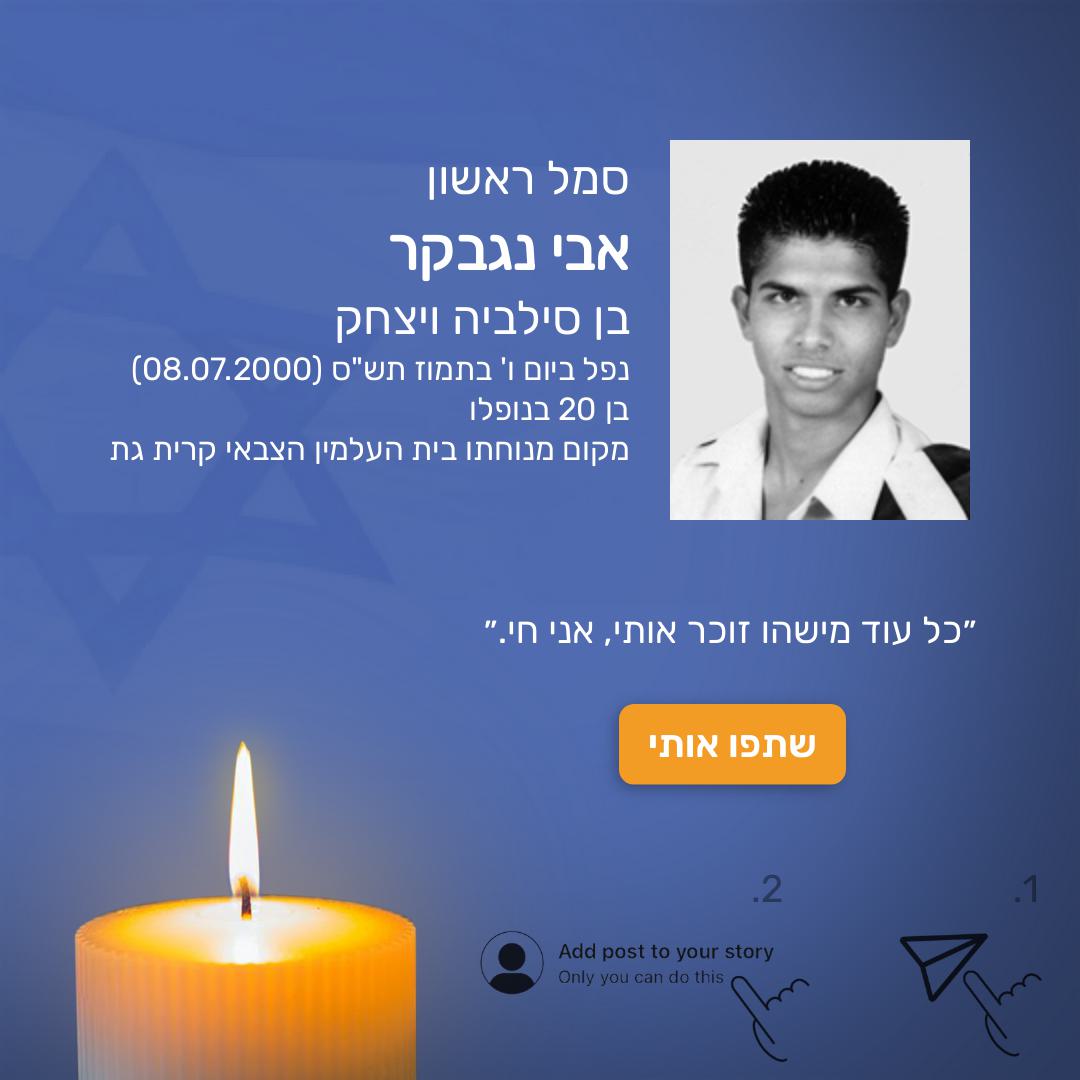 סמל ראשון
אבי נגבקר
בן סילביה ויצחק
נפל ביום ו' בתמוז תש"ס (08.07.2000)
בן 20 בנופלו
מקום מנוחתו בית העלמין הצבאי קרית גת
״כל עוד מישהו זוכר אותי, אני חי.״
שתפו אותי
1.
2.
Add post to your story
Only you can do this